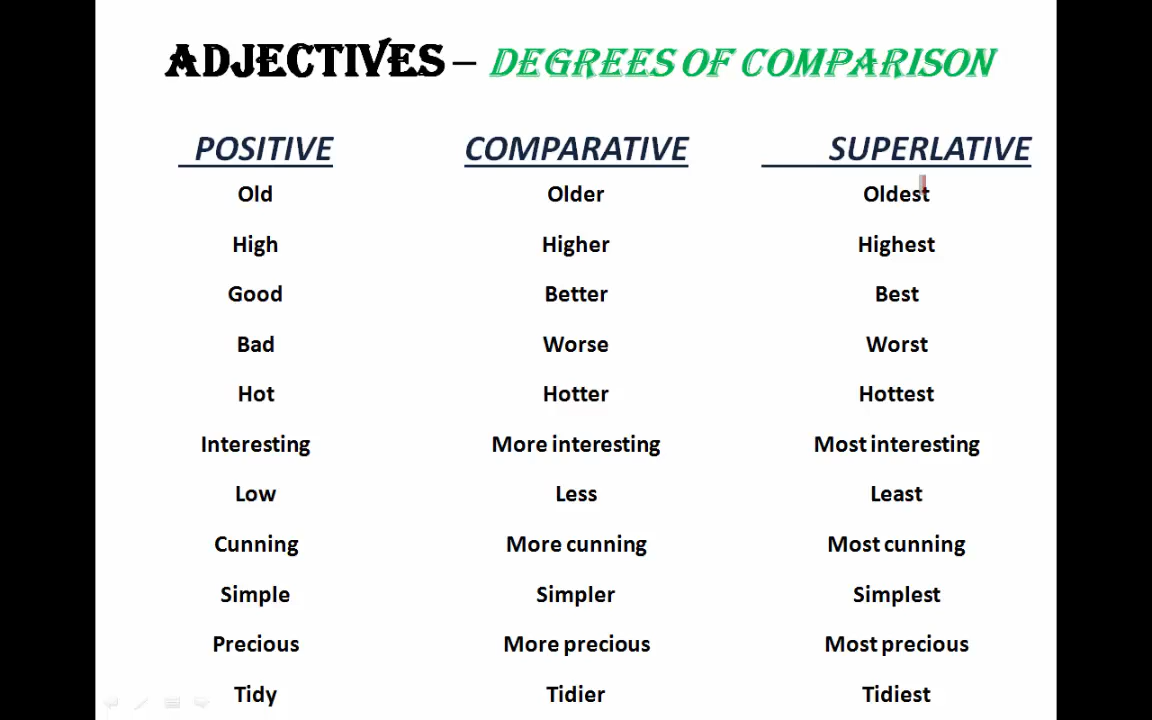 ADJECTIVES – DEGREES OF COMPARISON
POSITIVE COMPARATIVE SUPERLATIVE
Old Older Oldest
High Higher Highest
Good Better Best
Bad Worse Worst
Hot Hotter Hottest
Interesting More interesting Most interesting
Low Less Least
Cunning More cunning Most cunning
Simple Simpler Simplest
Precious More precious Most precious
Tidy Tidier Tidiest